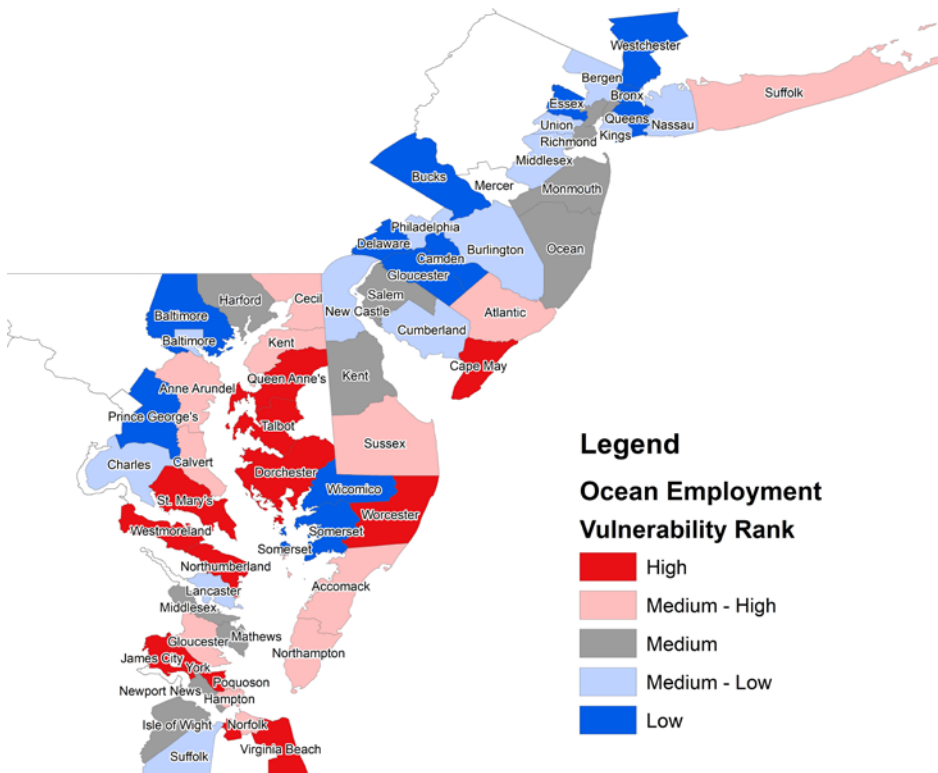 Westchester
Bergen
Suffolk
Essex
Bronx
Union
Queens
Nassau
Richmond
Kings
Middlesex
Bucks
Mercer
Monmouth
Philadelphia
Delaware
Burlington
Ocean
Camden
Gloucester
Salem
Harford
Cecil
New Castle
Atlantic
Baltimore
Cumberland
Baltimore
Kent
Cape May
Queen Anne's
Kent
Anne Arundel
Prince George's
Talbot
Sussex
Charles
Calvert
Dorchester
Wicomico
St. Mary's
Worcester
Westmoreland
Somerset
Somerset
Northumberland
Accomack
Lancaster
Middlesex
Mathews
Gloucester
Northampton
James City
York
Poquoson
Newport News
Hampton
Isle of Wight
Norfolk
Virginia Beach
Suffolk
Legend
Ocean Employment
Vulnerability Rank
High
Medium - High
Medium
Medium - Low
Low